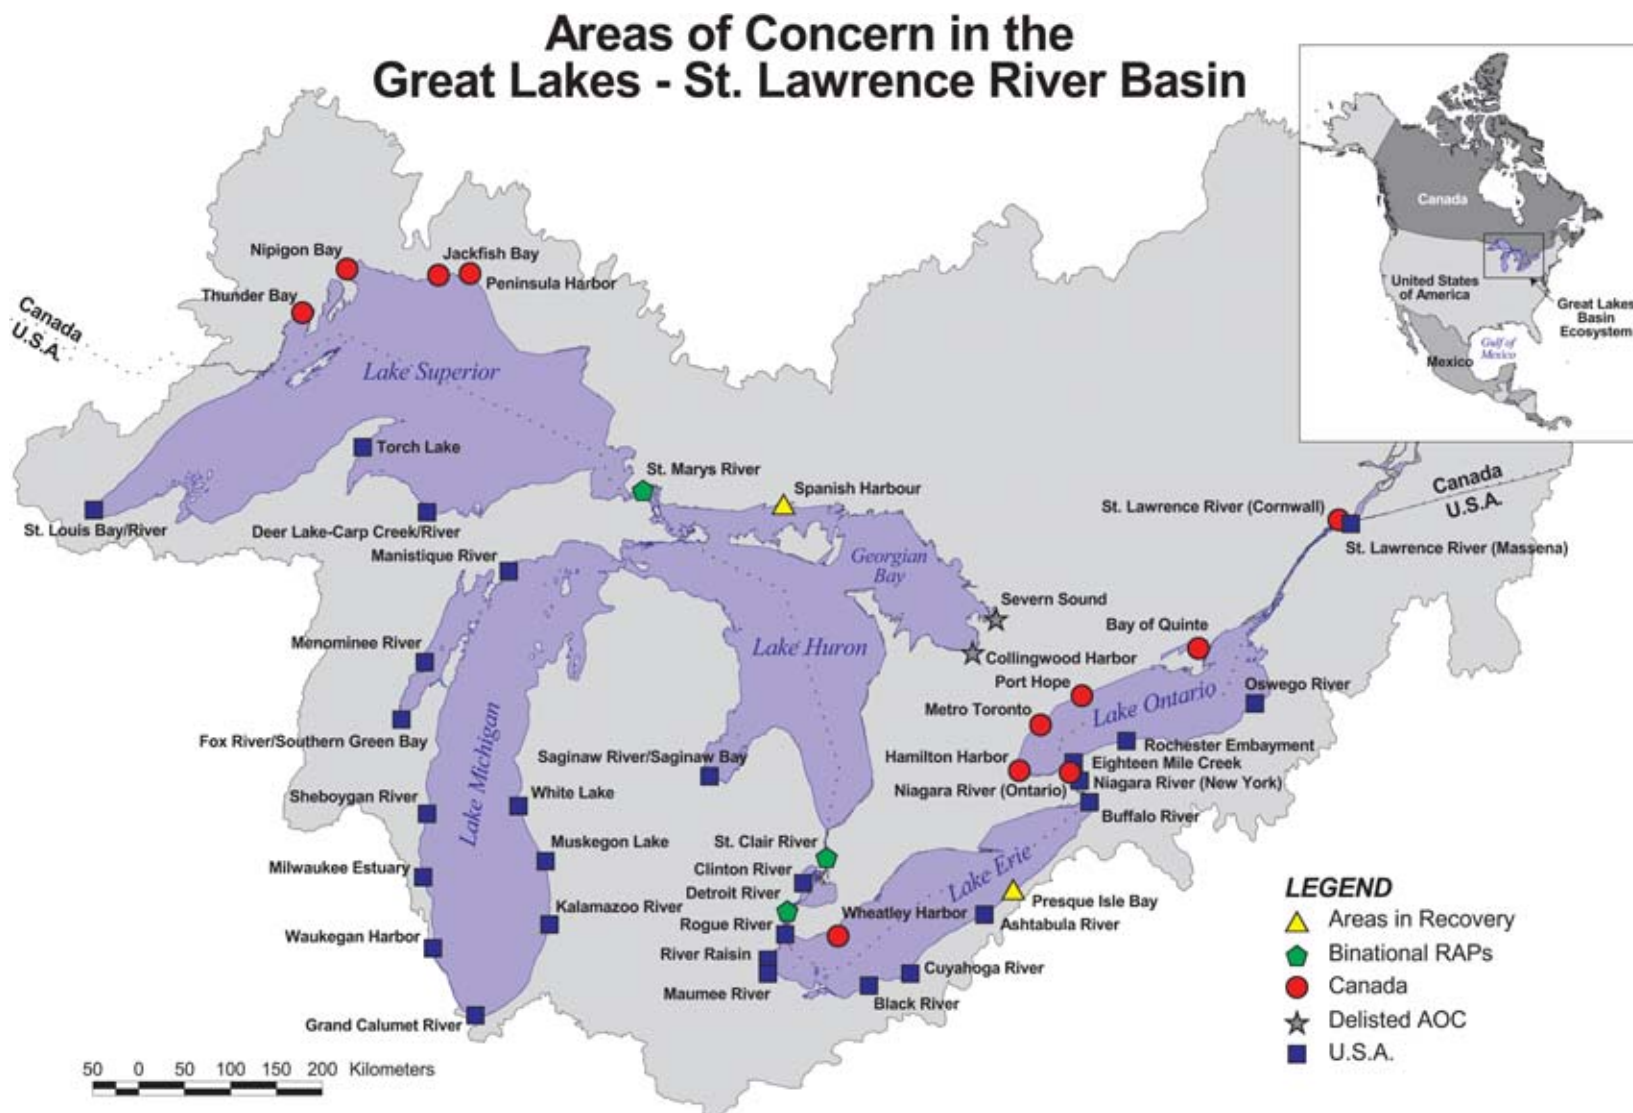 Areas of Concern in the
Great Lakes - St. Lawrence River Basin
Canada
United States
of America
Great Lakes
Basin
Ecosystem
Gulf of
Mexico
Mexico
Nipigon Bay
Jackfish Bay
Peninsula Harbor
Thunder Bay
Canada
U.S.A.
Lake Superior
Torch Lake
St. Marys River
Spanish Harbour
St. Louis Bay/River
Deer Lake-Carp Creek/River
Manistique River
Canada
U.S.A.
St. Lawrence River (Cornwall)
St. Lawrence River (Massena)
Georgian
Bay
Severn Sound
Bay of Quinte
Menominee River
Lake Huron
Collingwood Harbor
Port Hope
Oswego River
Lake Ontario
Metro Toronto
Fox River/Southern Green Bay
Lake Michigan
Saginaw River/Saginaw Bay
Hamilton Harbor
Rochester Embayment
Eighteen Mile Creek
Niagara River (Ontario)
Niagara River (New York)
Buffalo River
Sheboygan River
White Lake
Muskegon Lake
St. Clair River
Clinton River
Detroit River
Lake Erie
Milwaukee Estuary
Kalamazoo River
Rogue River
Wheatley Harbor
Presque Isle Bay
Ashtabula River
Waukegan Harbor
River Raisin
Maumee River
Cuyahoga River
Black River
Grand Calumet River
LEGEND
Areas in Recovery
Binational RAPs
Canada
Delisted AOC
U.S.A.
50 0 50 100 150 200 Kilometers